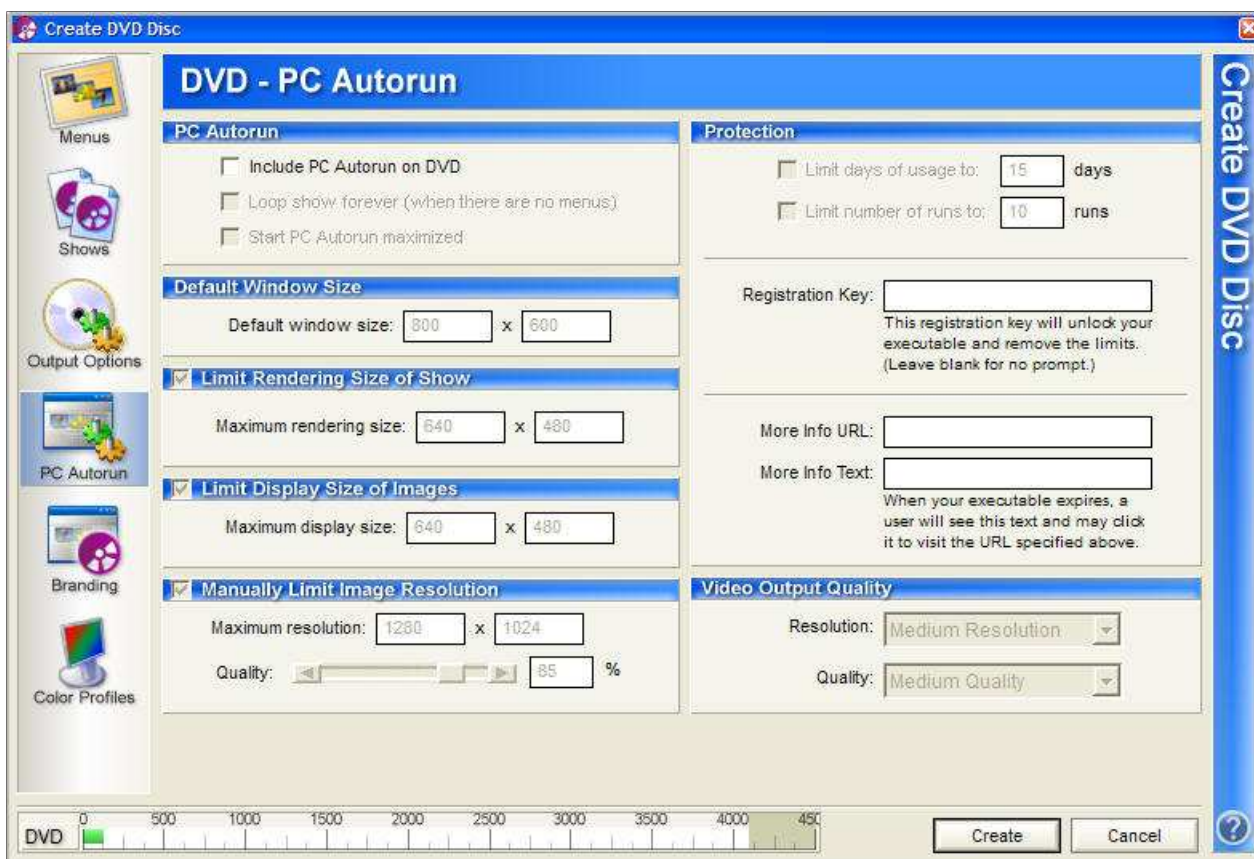 Create DVD Disc
Menus
Shows
Output Options
PC Autorun
Branding
Color Profiles
DVD - PC Autorun
PC Autorun
Include PC Autorun on DVD
Loop show forever (when there are no menus)
Start PC Autorun maximized
Default Window Size
Default window size: 800 x 600
Limit Rendering Size of Show
Maximum rendering size: 640 x 480
Limit Display Size of Images
Maximum display size: 640 x 480
Manually Limit Image Resolution
Maximum resolution: 1280 x 1024
Quality: 85 %
Protection
Limit days of usage to: 15 days
Limit number of runs to: 10 runs
Registration Key:
This registration key will unlock your
executable and remove the limits.
(Leave blank for no prompt.)
More Info URL:
More Info Text:
When your executable expires, a
user will see this text and may click
it to visit the URL specified above.
Video Output Quality
Resolution: Medium Resolution
Quality: Medium Quality
Create DVD Disc
DVD 0 500 1000 1500 2000 2500 3000 3500 4000 450
Create Cancel ?